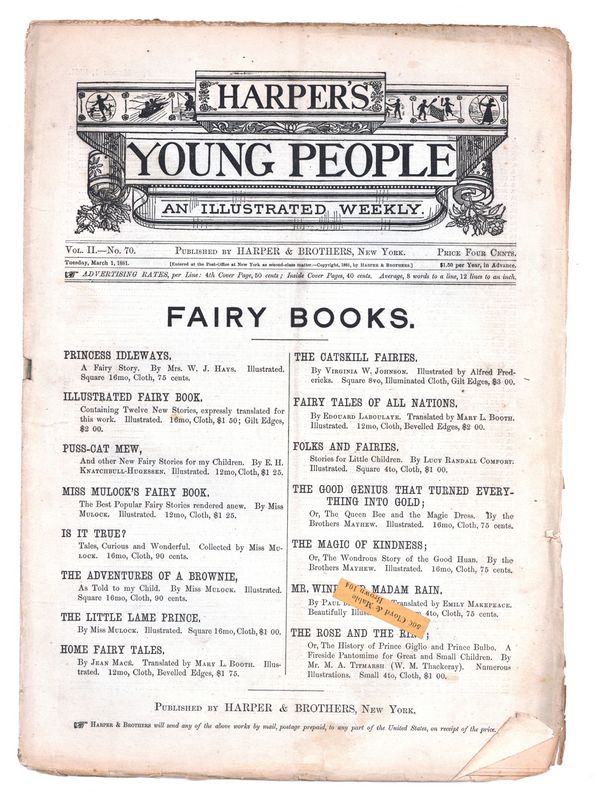 HARPER'S
YOUNG PEOPLE
AN ILLUSTRATED WEEKLY.
VOL. II.—NO. 70. PUBLISHED BY HARPER & BROTHERS, NEW YORK. PRICE FOUR CENTS.
Tuesday, March 1, 1881. [Entered at the Post-Office at New York as second-class matter.—Copyright, 1881, by HARPER & BROTHERS.] $1.50 per Year, in Advance.
☞ ADVERTISING RATES, per Line: 4th Cover Page, 50 cents; Inside Cover Pages, 40 cents. Average, 8 words to a line, 12 lines to an inch.
FAIRY BOOKS.
PRINCESS IDLEWAYS.
A Fairy Story. By MRS. W. J. HAYS. Illustrated.
Square 16mo, Cloth, 75 cents.
ILLUSTRATED FAIRY BOOK.
Containing Twelve New Stories, expressly translated for
this work. Illustrated. 16mo, Cloth, $1 50; Gilt Edges,
$2 00.
PUSS-CAT MEW,
And other New Fairy Stories for my Children. By E. H.
KNATCHBULL-HUGESSEN. Illustrated. 12mo, Cloth, $1 25.
MISS MULOCK'S FAIRY BOOK.
The Best Popular Fairy Stories rendered anew. By MISS
MULOCK. Illustrated. 12mo, Cloth, $1 25.
IS IT TRUE?
Tales, Curious and Wonderful. Collected by MISS MU-
LOCK. 16mo, Cloth, 90 cents.
THE ADVENTURES OF A BROWNIE,
As Told to my Child. By MISS MULOCK. Illustrated.
Square 16mo, Cloth, 90 cents.
THE LITTLE LAME PRINCE.
By MISS MULOCK. Illustrated. Square 16mo, Cloth, $1 00.
HOME FAIRY TALES.
By JEAN MACÉ. Translated by MARY L. BOOTH. Illus-
trated. 12mo, Cloth, Bevelled Edges, $1 75.
THE CATSKILL FAIRIES.
By VIRGINIA W. JOHNSON. Illustrated by Alfred Fred-
ericks. Square 8vo, Illuminated Cloth, Gilt Edges, $3 00.
FAIRY TALES OF ALL NATIONS.
By EDOUARD LABOULAYE. Translated by MARY L. BOOTH.
Illustrated. 12mo, Cloth, Bevelled Edges, $2 00.
FOLKS AND FAIRIES.
Stories for Little Children. By LUCY RANDALL COMFORT.
Illustrated. Square 4to, Cloth, $1 00.
THE GOOD GENIUS THAT TURNED EVERY-
THING INTO GOLD;
Or, The Queen Bee and the Magic Dress. By the
Brothers MAYHEW. Illustrated. 16mo, Cloth, 75 cents.
THE MAGIC OF KINDNESS;
Or, The Wondrous Story of the Good Huan. By the
Brothers MAYHEW. Illustrated. 16mo, Cloth, 75 cents.
MR. WIN MADAM RAIN.
By PAUL Translated by EMILY MAKEPEACE.
Beautifully 4to, Cloth, 75 cents.
Cloyd & Mable
Brown
THE ROSE AND THE RING;
Or, The History of Prince Giglio and Prince Bulbo. A
Fireside Pantomime for Great and Small Children. By
MR. M. A. TITMARSH (W. M. Thackeray). Numerous
Illustrations. Small 4to, Cloth, $1 00.
PUBLISHED BY HARPER & BROTHERS, NEW YORK.
☞ HARPER & BROTHERS will send any of the above works by mail, postage prepaid, to any part of the United States, on receipt of the price.